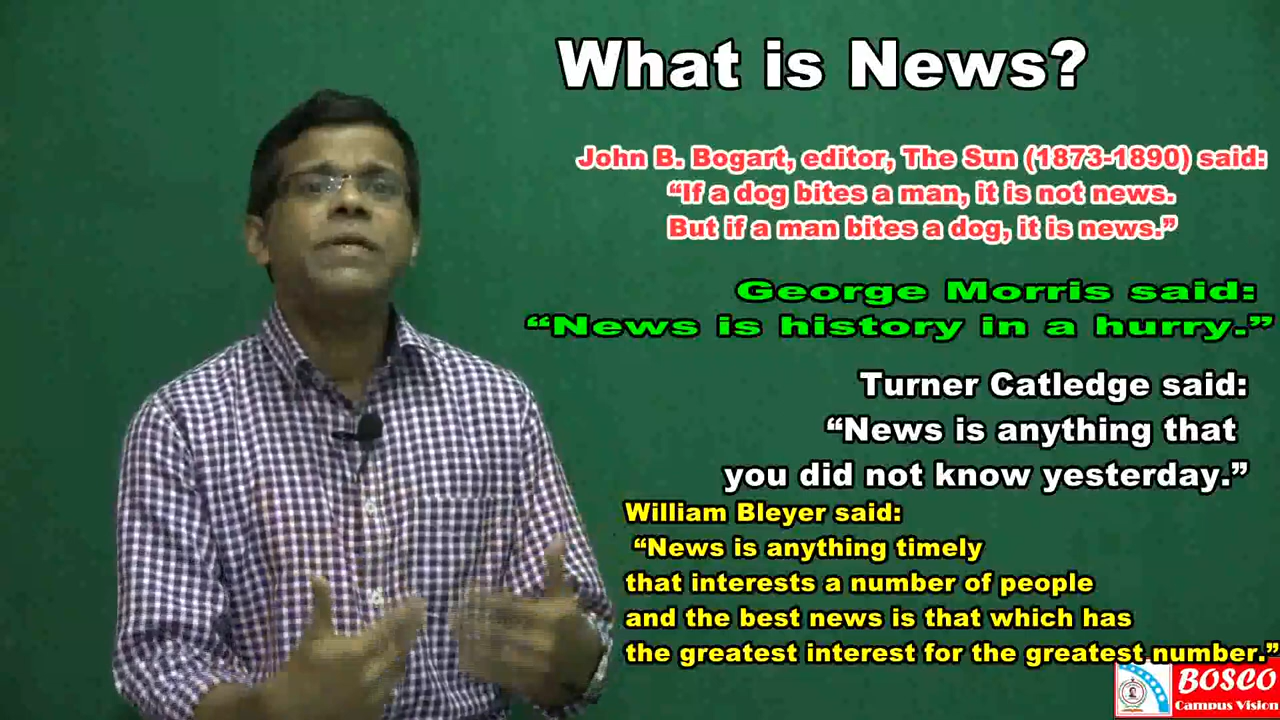 What is News?
John B. Bogart, editor, The Sun (1873-1890) said:
“If a dog bites a man, it is not news.
But if a man bites a dog, it is news.”
George Morris said:
“News is history in a hurry.”
Turner Catledge said:
“News is anything that
you did not know yesterday.”
William Bleyer said:
“News is anything timely
that interests a number of people
and the best news is that which has
the greatest interest for the greatest number.”
BOSCO
Campus Vision